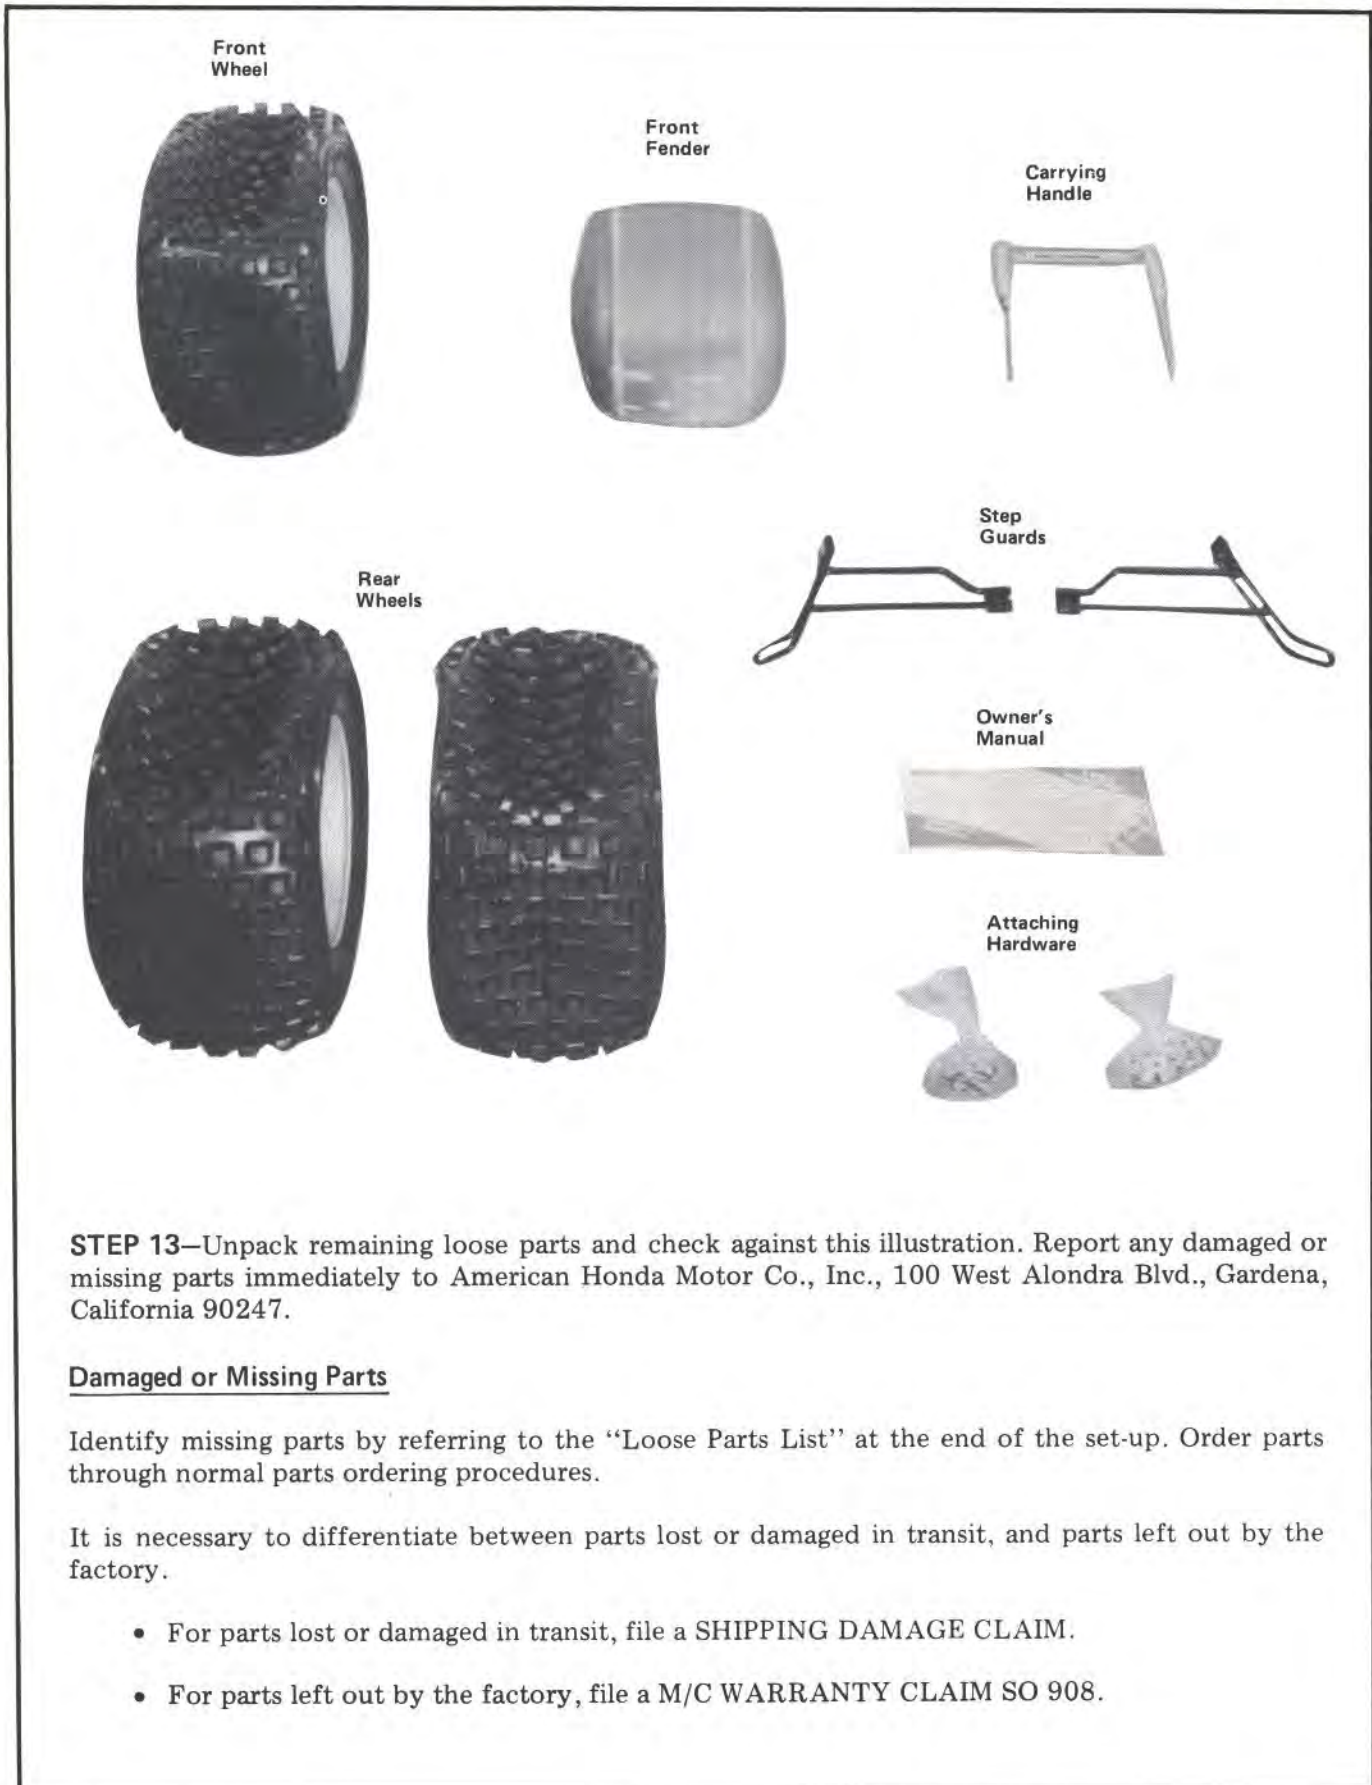 Front
Wheel
Front
Fender
Carrying
Handle
Step
Guards
Rear
Wheels
Owner's
Manual
Attaching
Hardware
STEP 13—Unpack remaining loose parts and check against this illustration. Report any damaged or
missing parts immediately to American Honda Motor Co., Inc., 100 West Alondra Blvd., Gardena,
California 90247.
Damaged or Missing Parts
Identify missing parts by referring to the “Loose Parts List” at the end of the set-up. Order parts
through normal parts ordering procedures.
It is necessary to differentiate between parts lost or damaged in transit, and parts left out by the
factory.
• For parts lost or damaged in transit, file a SHIPPING DAMAGE CLAIM.
• For parts left out by the factory, file a M/C WARRANTY CLAIM SO 908.